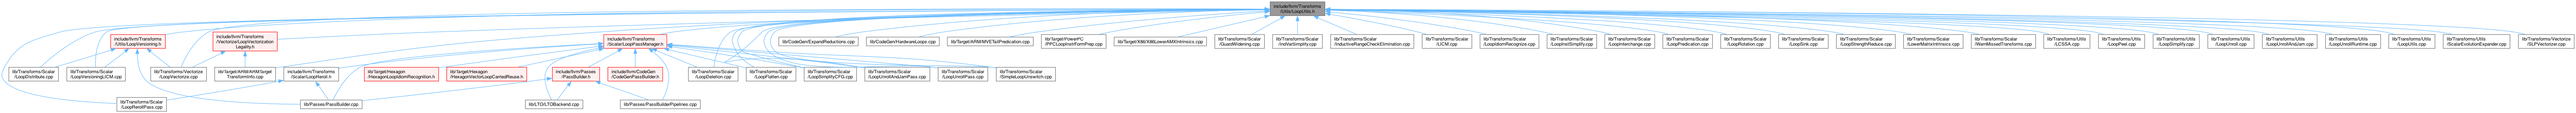 include/llvm/Transforms
/Utils/LoopUtils.h
include/llvm/Transforms
/Utils/LoopVersioning.h
include/llvm/Transforms
/Vectorize/LoopVectorization
Legality.h
include/llvm/Transforms
/Scalar/LoopPassManager.h
lib/CodeGen/ExpandReductions.cpp
lib/CodeGen/HardwareLoops.cpp
lib/Target/ARM/MVETailPredication.cpp
lib/Target/PowerPC
/PPCLoopInstrFormPrep.cpp
lib/Target/X86/X86LowerAMXIntrinsics.cpp
lib/Transforms/Scalar
/GuardWidening.cpp
lib/Transforms/Scalar
/IndVarSimplify.cpp
lib/Transforms/Scalar
/InductiveRangeCheckElimination.cpp
lib/Transforms/Scalar
/LICM.cpp
lib/Transforms/Scalar
/LoopIdiomRecognize.cpp
lib/Transforms/Scalar
/LoopInstSimplify.cpp
lib/Transforms/Scalar
/LoopInterchange.cpp
lib/Transforms/Scalar
/LoopPredication.cpp
lib/Transforms/Scalar
/LoopRotation.cpp
lib/Transforms/Scalar
/LoopSink.cpp
lib/Transforms/Scalar
/LoopStrengthReduce.cpp
lib/Transforms/Scalar
/LowerMatrixIntrinsics.cpp
lib/Transforms/Scalar
/WarnMissedTransforms.cpp
lib/Transforms/Utils
/LCSSA.cpp
lib/Transforms/Utils
/LoopPeel.cpp
lib/Transforms/Utils
/LoopSimplify.cpp
lib/Transforms/Utils
/LoopUnroll.cpp
lib/Transforms/Utils
/LoopUnrollAndJam.cpp
lib/Transforms/Utils
/LoopUnrollRuntime.cpp
lib/Transforms/Utils
/LoopUtils.cpp
lib/Transforms/Utils
/ScalarEvolutionExpander.cpp
lib/Transforms/Vectorize
/SLPVectorizer.cpp
lib/Transforms/Scalar
/LoopDistribute.cpp
lib/Transforms/Scalar
/LoopVersioningLICM.cpp
lib/Transforms/Vectorize
/LoopVectorize.cpp
lib/Target/ARM/ARMTarget
TransformInfo.cpp
include/llvm/Transforms
/Scalar/LoopReroll.h
lib/Target/Hexagon
/HexagonLoopIdiomRecognition.h
lib/Target/Hexagon
/HexagonVectorLoopCarriedReuse.h
include/llvm/Passes
/PassBuilder.h
include/llvm/CodeGen
/CodeGenPassBuilder.h
lib/Transforms/Scalar
/LoopDeletion.cpp
lib/Transforms/Scalar
/LoopFlatten.cpp
lib/Transforms/Scalar
/LoopSimplifyCFG.cpp
lib/Transforms/Scalar
/LoopUnrollAndJamPass.cpp
lib/Transforms/Scalar
/LoopUnrollPass.cpp
lib/Transforms/Scalar
/SimpleLoopUnswitch.cpp
lib/Transforms/Scalar
/LoopRerollPass.cpp
lib/Passes/PassBuilder.cpp
lib/LTO/LTOBackend.cpp
lib/Passes/PassBuilderPipelines.cpp